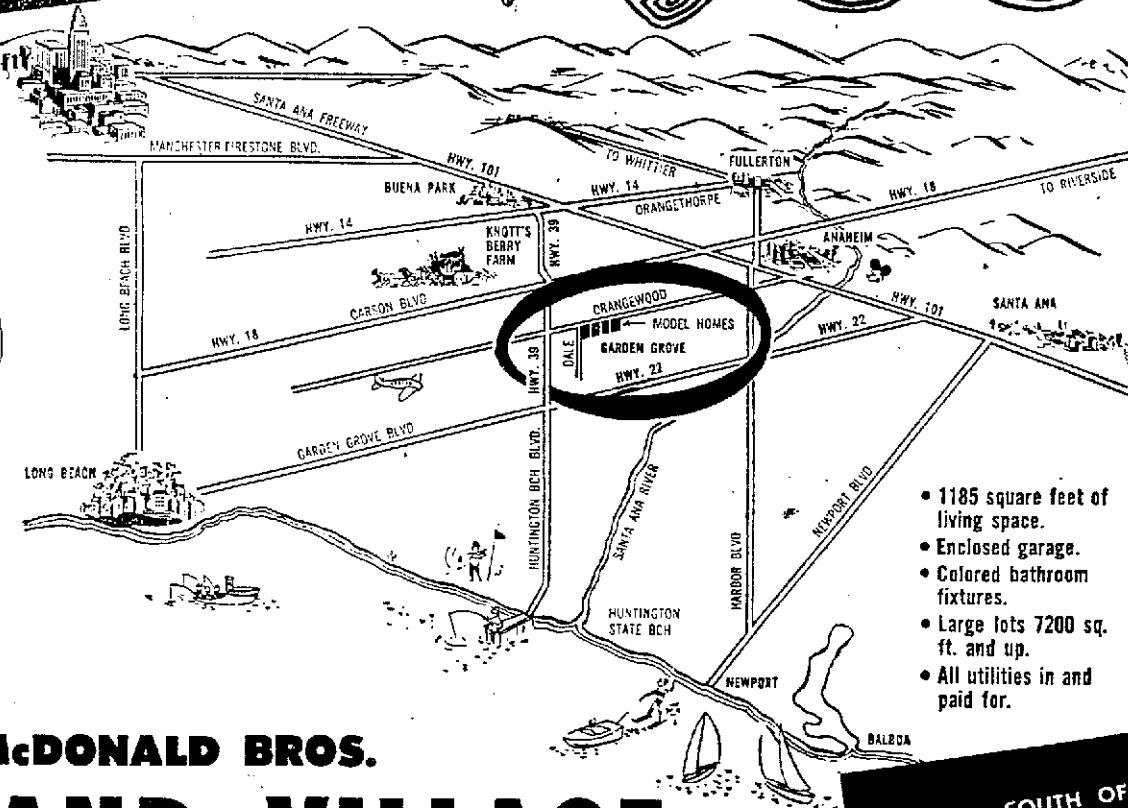 SANTA ANA FREEWAY
MANCHESTER FIRESTONE BLVD.
HWY. 101
TO WHITTIER
FULLERTON
BUENA PARK
HWY. 14
ORANGETHORPE
HWY. 18
TO RIVERSIDE
HWY. 14
KNOTT'S
BERRY
FARM
HWY. 39
ANAHEIM
LONG BEACH BLVD
CARSON BLVD
HWY. 18
ORANGEWOOD
MODEL HOMES
DALE
GARDEN GROVE
HWY. 39
HWY. 22
HWY. 22
HWY. 101
SANTA ANA
GARDEN GROVE BLVD
LONG BEACH
HUNTINGTON BCH BLVD.
SANTA ANA RIVER
HARBOR BLVD
NEWPORT BLVD
HUNTINGTON
STATE BCH
NEWPORT
BALBOA
• 1185 square feet of
living space.
• Enclosed garage.
• Colored bathroom
fixtures.
• Large lots 7200 sq.
ft. and up.
• All utilities in and
paid for.
McDONALD BROS.
AND VILLAGE
SOUTH OF